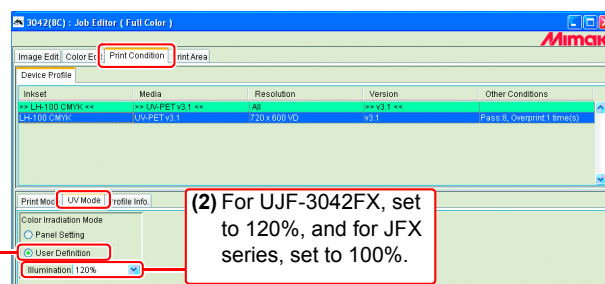 3042(8C) : Job Editor ( Full Color )
Mimaki
Image Edit Color Ec Print Condition Print Area
Device Profile
Inkset Media Resolution Version Other Conditions
>> LH-100 CMYK << >> UV-PET v3.1 << All >> v3.1 <<
LH-100 CMYK UV-PET v3.1 720 x 600 VD v3.1 Pass:8, Overprint:1 time(s)
Print Mod UV Mode Profile Info.
Color Irradiation Mode
Panel Setting
User Definition
Illumination 120%
(2) For UJF-3042FX, set
to 120%, and for JFX
series, set to 100%.